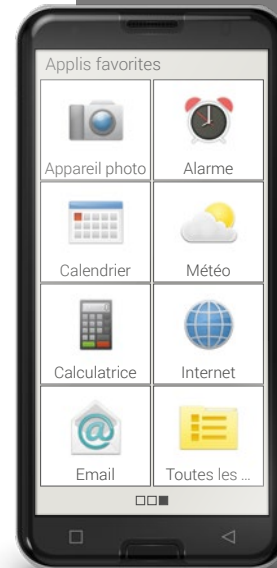 Applis favorites
Appareil photo
Alarme
Calendrier
Météo
Calculatrice
Internet
Email
Toutes les ...